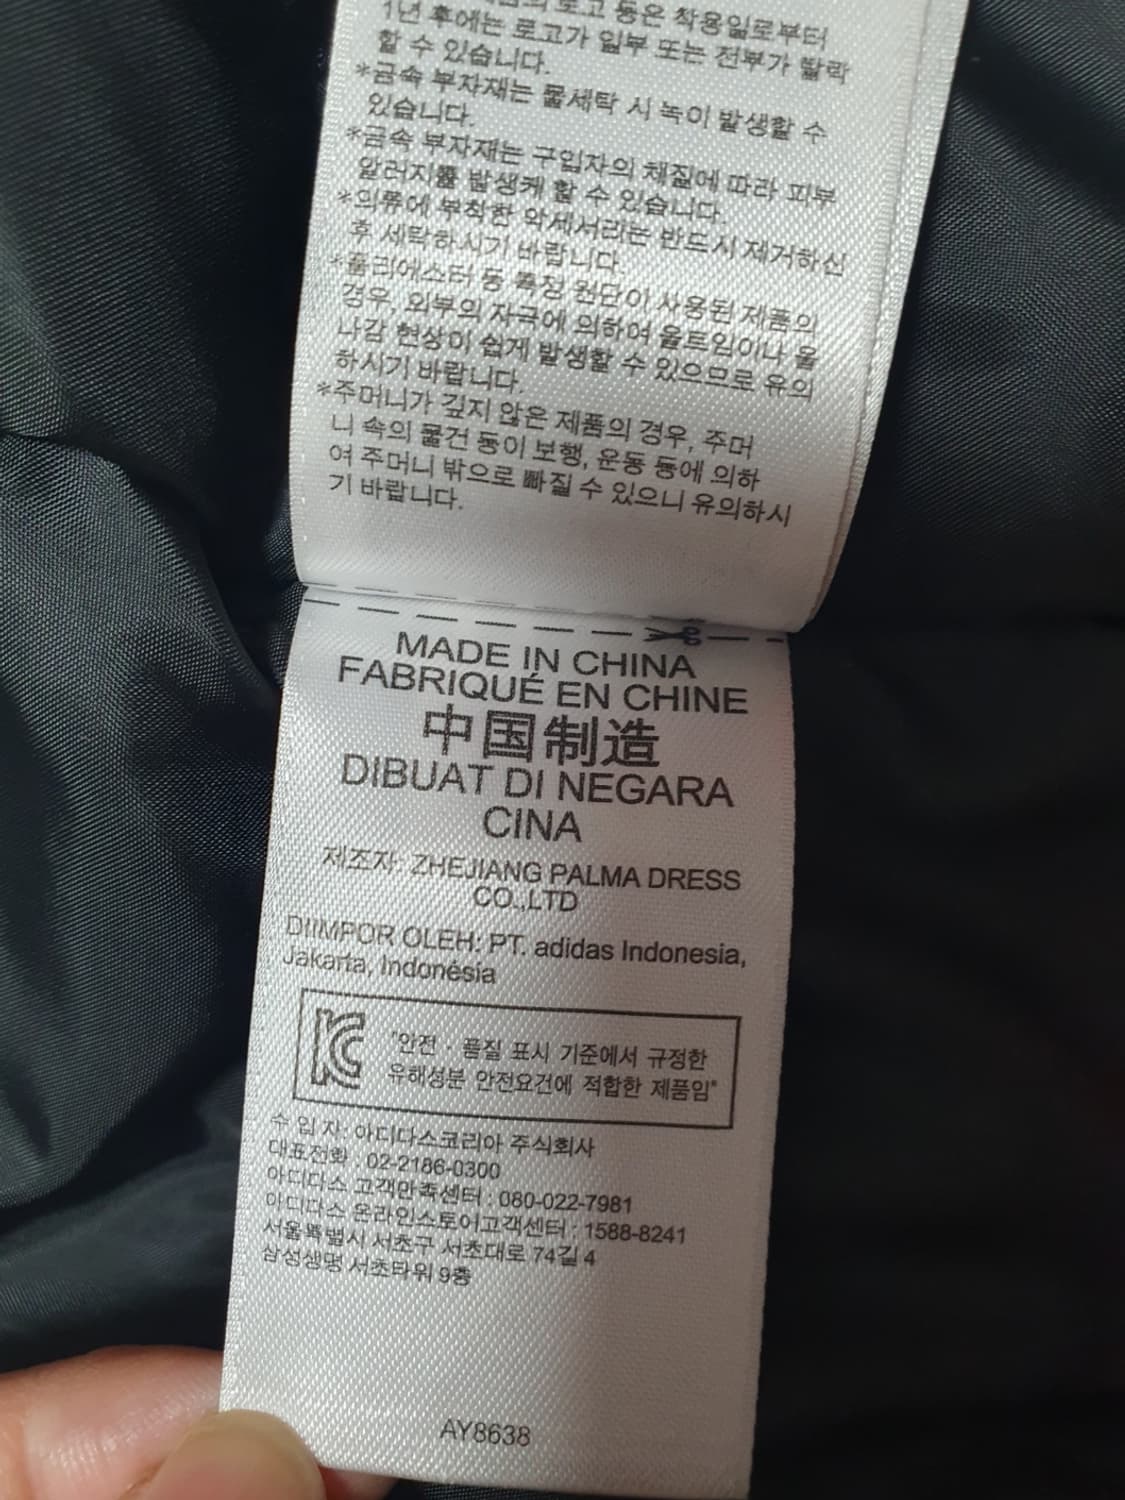 로고 등은 착용일로부터
1년 후에는 로고가 일부 또는 전부가 탈락
할 수 있습니다.
*금속 부자재는 물세탁 시 녹이 발생할 수
있습니다.
*금속 부자재는 구입자의 체질에 따라 피부
알러지를 발생케 할 수 있습니다.
*의류에 부착한 악세서리는 반드시 제거하신
후 세탁하시기 바랍니다.
*폴리에스터 등 특정 원단이 사용된 제품의
경우, 외부의 자극에 의하여 올트임이나 올
나감 현상이 쉽게 발생할 수 있으므로 유의
하시기 바랍니다.
*주머니가 깊지 않은 제품의 경우, 주머
니 속의 물건 등이 보행, 운동 등에 의하
여 주머니 밖으로 빠질 수 있으니 유의하시
기 바랍니다.
MADE IN CHINA
FABRIQUÉ EN CHINE
中国制造
DIBUAT DI NEGARA
CINA
제조자: ZHEJIANG PALMA DRESS
CO.,LTD
DIIMPOR OLEH: PT. adidas Indonesia,
Jakarta, Indonésia
KC "안전 · 품질 표시 기준에서 규정한
유해성분 안전요건에 적합한 제품임"
수 입 자: 아디다스코리아 주식회사
대표전화 : 02-2186-0300
아디다스 고객만족센터 : 080-022-7981
아디다스 온라인스토어고객센터 : 1588-8241
서울특별시 서초구 서초대로 74길 4
삼성생명 서초타워 9층
AY8638